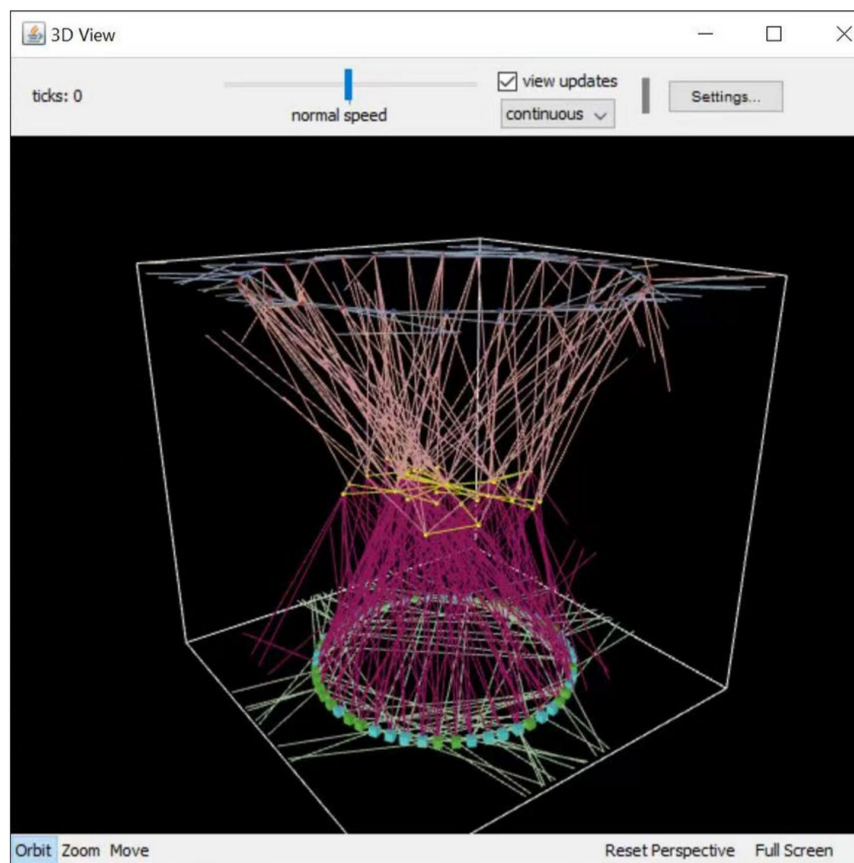 3D View
ticks: 0
normal speed
view updates
continuous
Settings...
Orbit Zoom Move Reset Perspective Full Screen